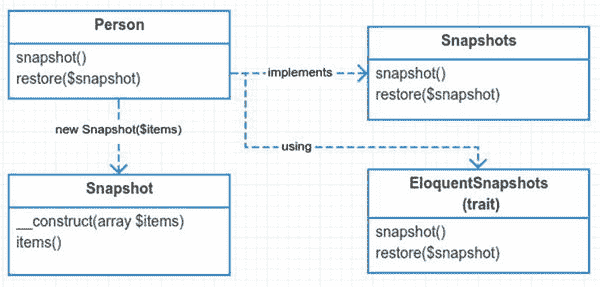 Person
snapshot()
restore($snapshot)
implements
Snapshots
snapshot()
restore($snapshot)
new Snapshot($items)
using
Snapshot
__construct(array $items)
items()
EloquentSnapshots
(trait)
snapshot()
restore($snapshot)